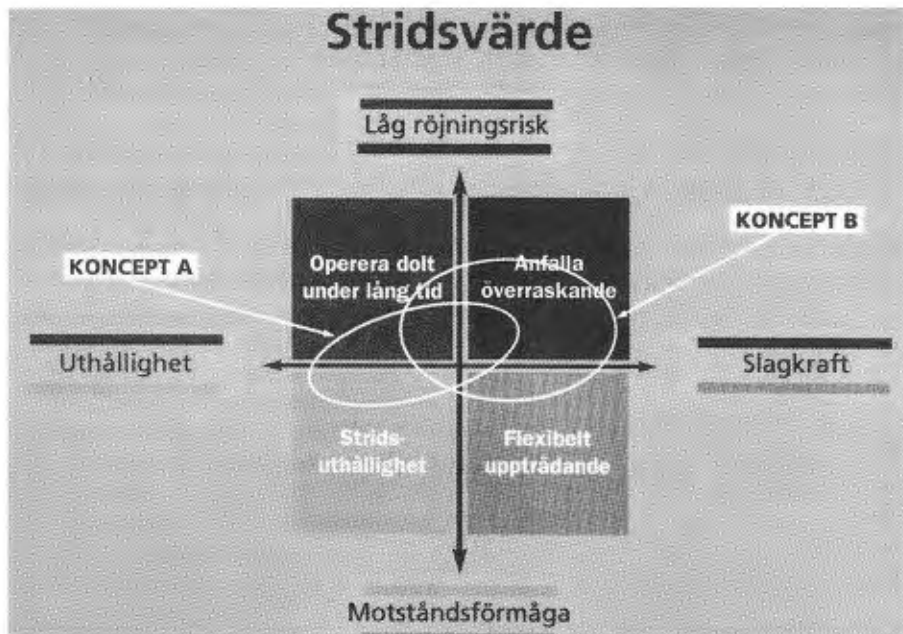 Stridsvärde
Låg röjningsrisk
KONCEPT B
KONCEPT A
Operera dolt
under lång tid
Anfalla
överraskande
Uthållighet
Slagkraft
Strids-
uthållighet
Flexibelt
uppträdande
Motståndsförmåga